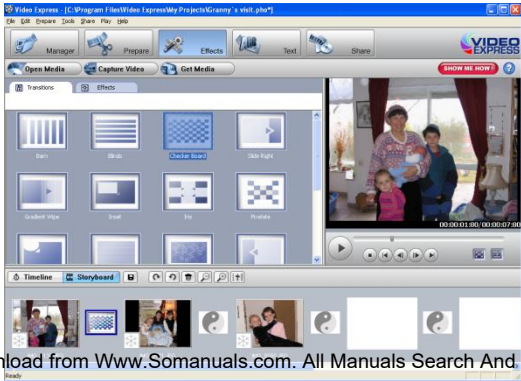 Video Express - [C:\Program Files\Video Express\My Projects\Granny`s visit.pho*]
File Edit Prepare Tools Share Play Help
Manager Prepare Effects Text Share
VIDEO
EXPRESS
Open Media Capture Video Get Media SHOW ME HOW? ?
Transitions Effects
Barn Blinds Checker Board Slide Right
Gradient Wipe Inset Iris Pixelate
00:00:01:00/00:00:07:00
Timeline Storyboard
nload from Www.Somanuals.com. All Manuals Search And
Ready